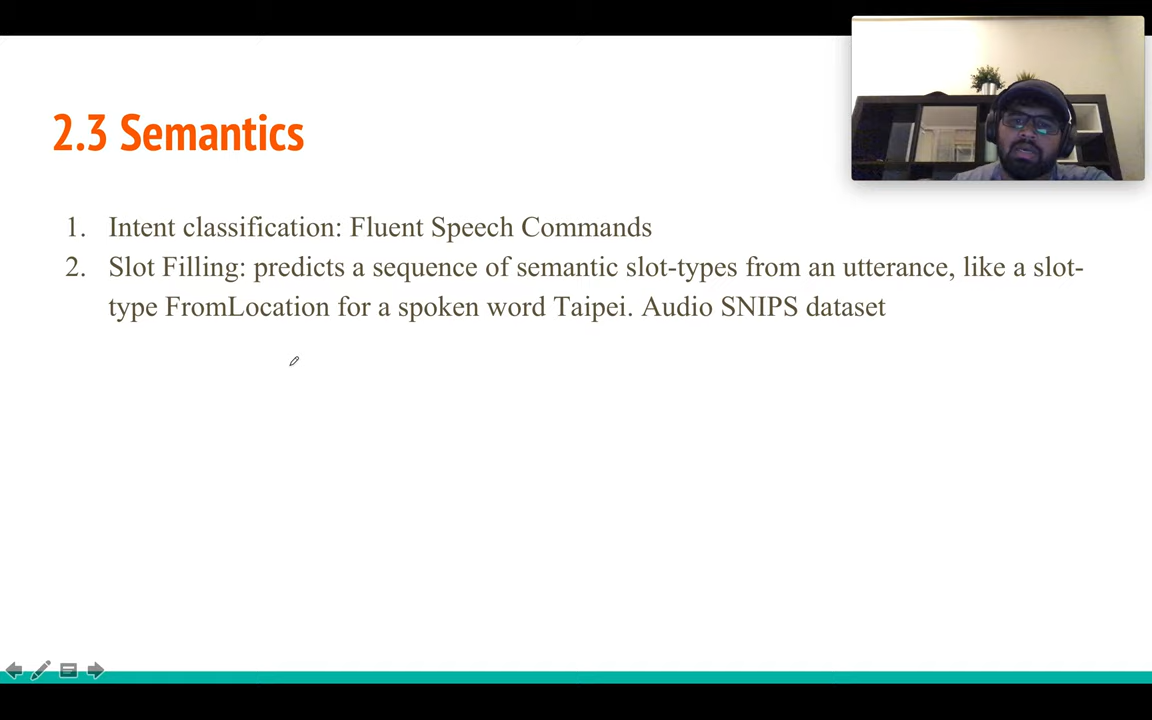 2.3 Semantics
1. Intent classification: Fluent Speech Commands
2. Slot Filling: predicts a sequence of semantic slot-types from an utterance, like a slot-
type FromLocation for a spoken word Taipei. Audio SNIPS dataset